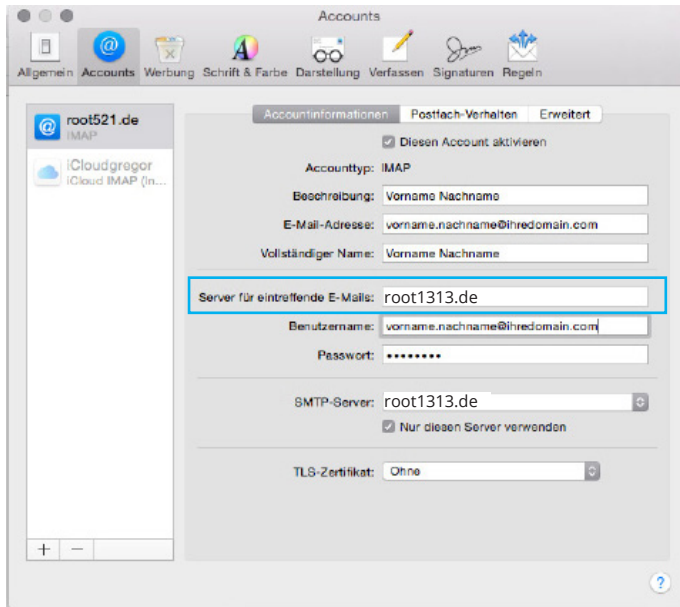 Accounts
@
Allgemein Accounts Werbung Schrift & Farbe Darstellung Verfassen Signaturen Regeln
@ root521.de
IMAP
iCloudgregor
iCloud IMAP (In...
Accountinformationen Postfach-Verhalten Erweitert
Diesen Account aktivieren
Accounttyp: IMAP
Beschreibung: Vorname Nachname
E-Mail-Adresse: vorname.nachname@ihredomain.com
Vollständiger Name: Vorname Nachname
Server für eintreffende E-Mails: root1313.de
Benutzername: vorname.nachname@ihredomain.com
Passwort: ••••••••
SMTP-Server: root1313.de
Nur diesen Server verwenden
TLS-Zertifikat: Ohne
+ −
?